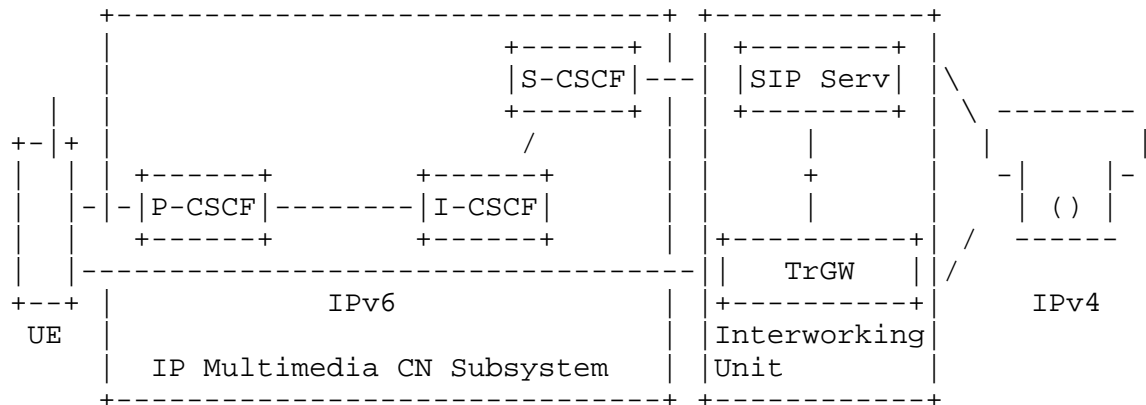 S-CSCF SIP Serv
P-CSCF I-CSCF ()
TrGW
IPv6 IPv4
UE Interworking
IP Multimedia CN Subsystem Unit